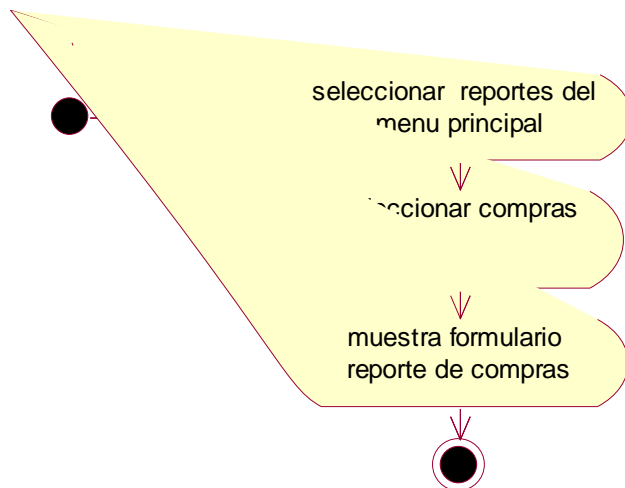 seleccionar reportes del
menu principal
compras
muestra formulario
reporte de compras